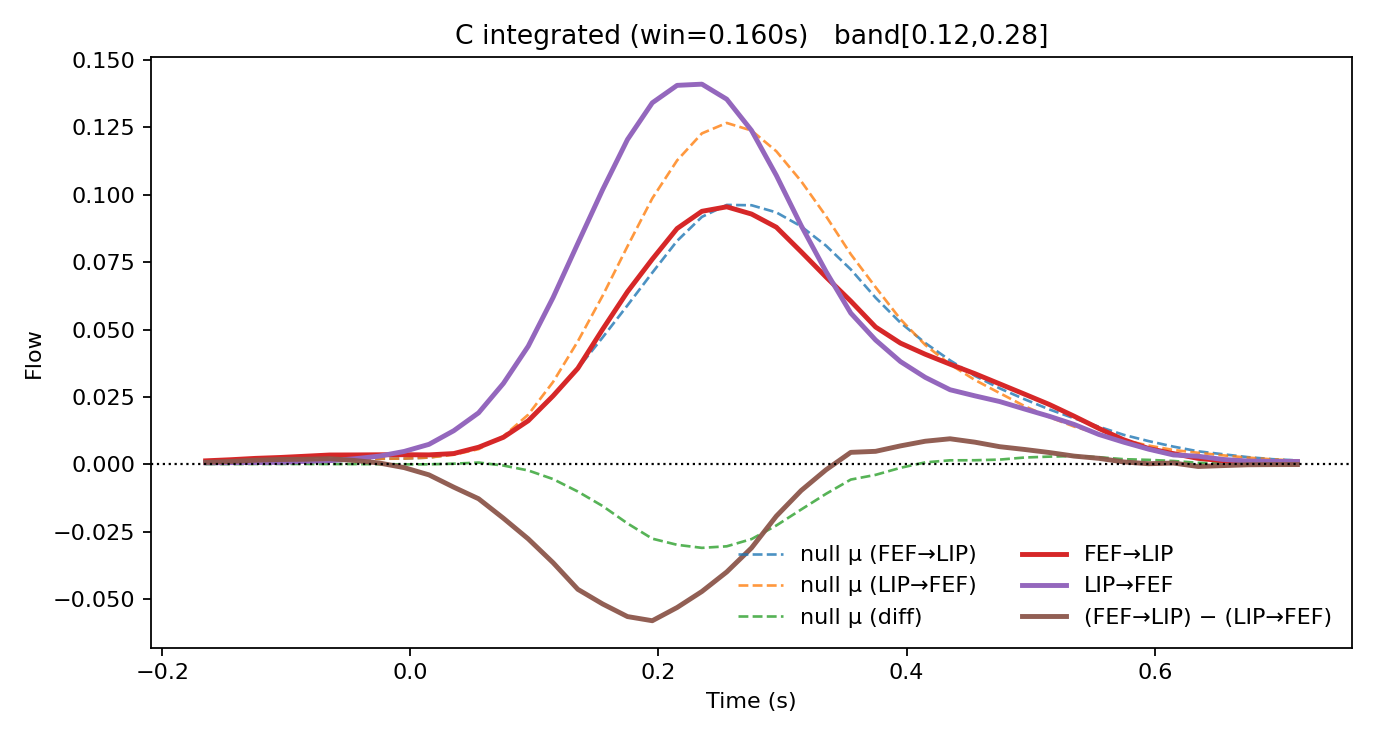 C integrated (win=0.160s)   band[0.12,0.28]
0.150
0.125
0.100
0.075
0.050
0.025
0.000
−0.025
−0.050
Flow
null μ (FEF→LIP)
null μ (LIP→FEF)
null μ (diff)
FEF→LIP
LIP→FEF
(FEF→LIP) − (LIP→FEF)
−0.2
0.0
0.2
0.4
0.6
Time (s)